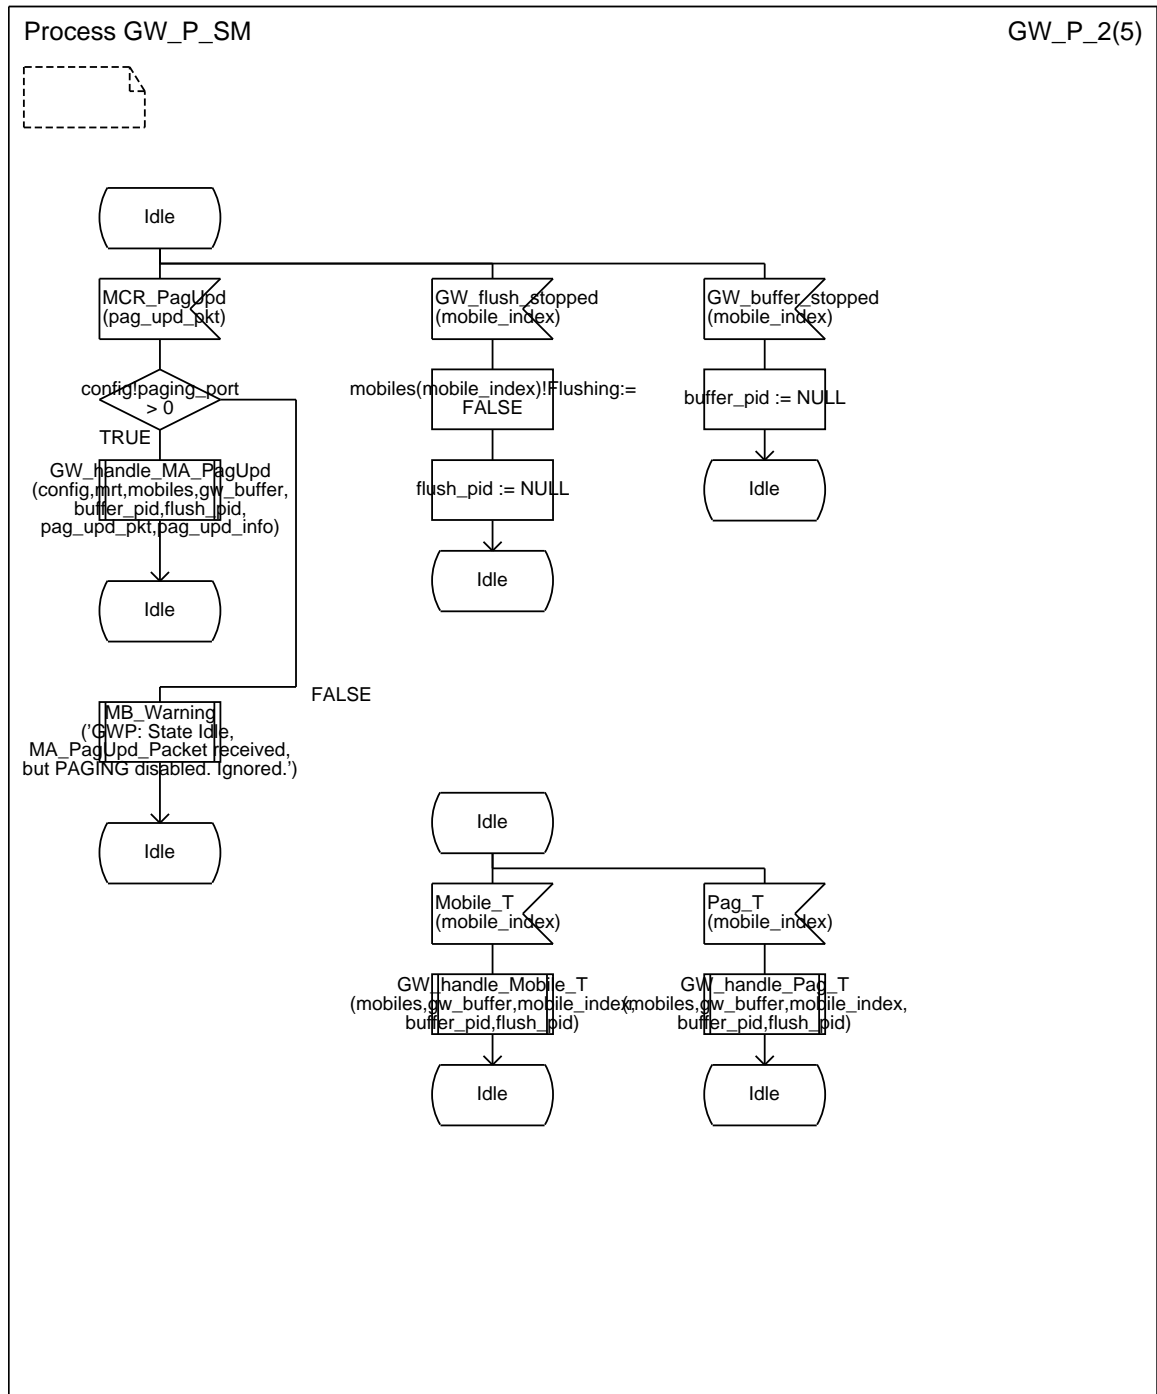 Process GW_P_SM
GW_P_2(5)
Idle
MCR_PagUpd
(pag_upd_pkt)
GW_flush_stopped
(mobile_index)
GW_buffer_stopped
(mobile_index)
config!paging_port
> 0
mobiles(mobile_index)!Flushing:=
FALSE
buffer_pid := NULL
TRUE
GW_handle_MA_PagUpd
(config,mrt,mobiles,gw_buffer,
buffer_pid,flush_pid,
pag_upd_pkt,pag_upd_info)
flush_pid := NULL
Idle
Idle
Idle
FALSE
MB_Warning
('GWP: State Idle,
MA_PagUpd_Packet received,
but PAGING disabled. Ignored.')
Idle
Idle
Mobile_T
(mobile_index)
Pag_T
(mobile_index)
GW_handle_Mobile_T
(mobiles,gw_buffer,mobile_index,
buffer_pid,flush_pid)
GW_handle_Pag_T
(mobiles,gw_buffer,mobile_index,
buffer_pid,flush_pid)
Idle
Idle